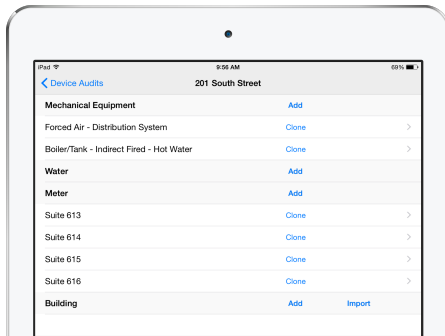 iPad 9:56 AM 69%
Device Audits 201 South Street
Mechanical Equipment Add
Forced Air - Distribution System Clone
Boiler/Tank - Indirect Fired - Hot Water Clone
Water Add
Meter Add
Suite 613 Clone
Suite 614 Clone
Suite 615 Clone
Suite 616 Clone
Building Add Import